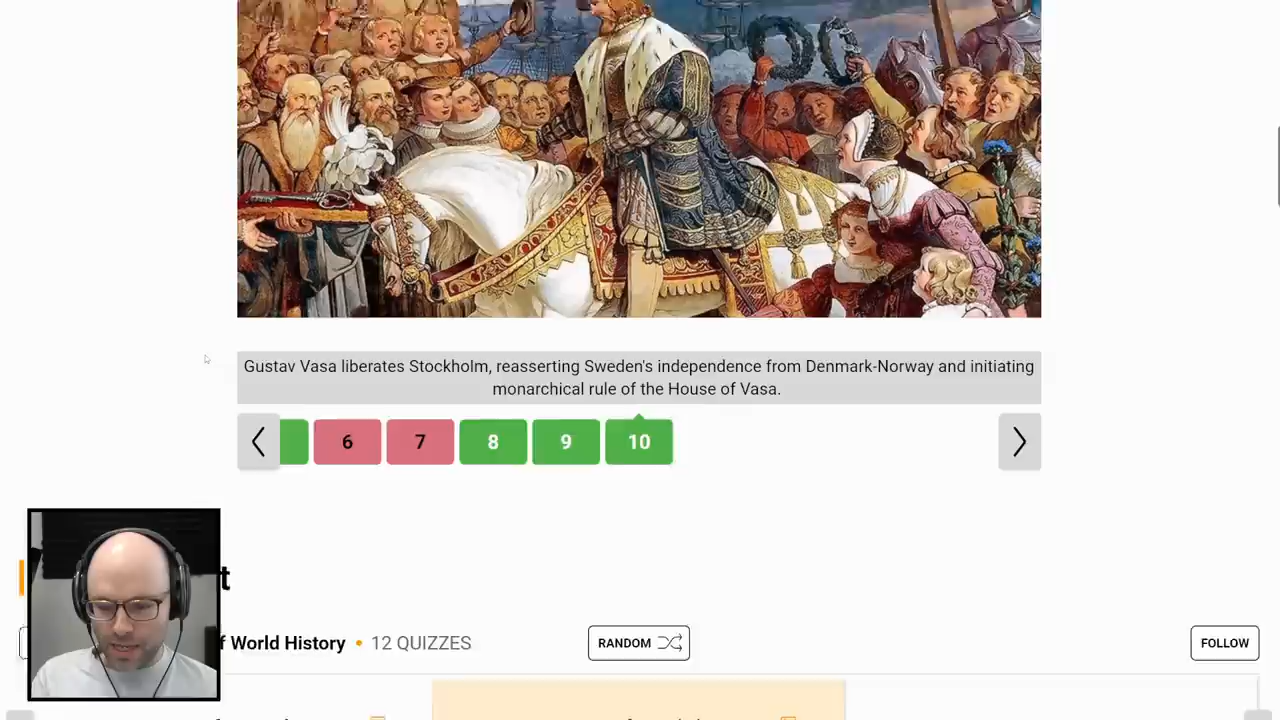 Gustav Vasa liberates Stockholm, reasserting Sweden's independence from Denmark-Norway and initiating
monarchical rule of the House of Vasa.
6 7 8 9 10
f World History • 12 QUIZZES
RANDOM
FOLLOW